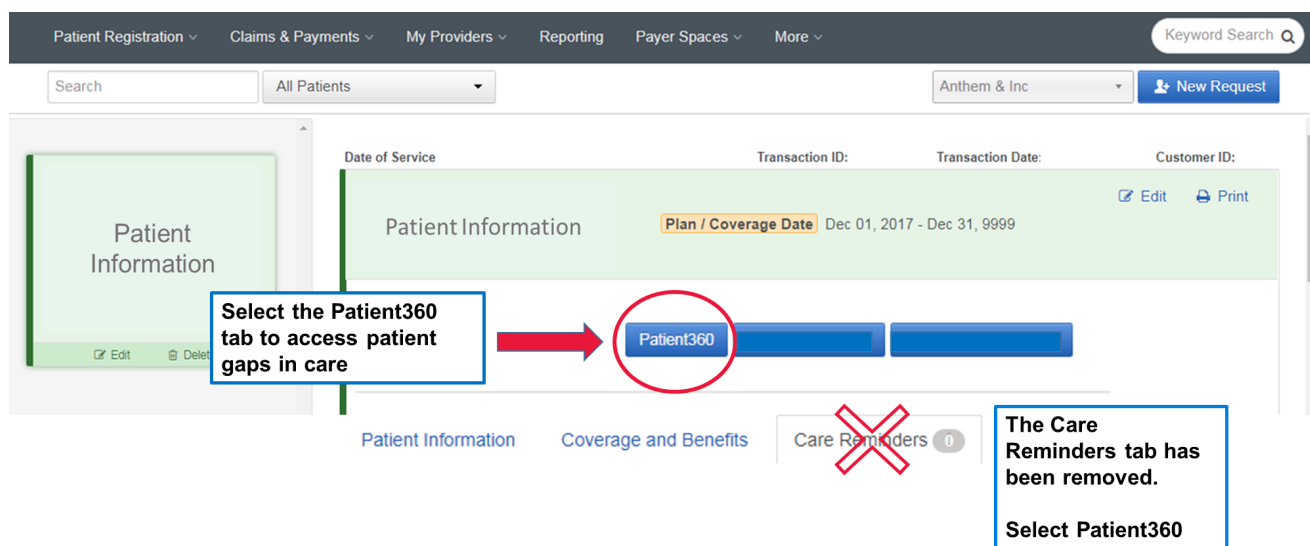 Patient Registration Claims & Payments My Providers Reporting Payer Spaces More Keyword Search
Search All Patients Anthem & Inc New Request
Date of Service Transaction ID: Transaction Date: Customer ID:
Edit Print
Patient
Information
Patient Information Plan / Coverage Date Dec 01, 2017 - Dec 31, 9999
Edit Delet
Select the Patient360
tab to access patient
gaps in care
Patient360
Patient Information Coverage and Benefits Care Reminders 0
The Care
Reminders tab has
been removed.
Select Patient360